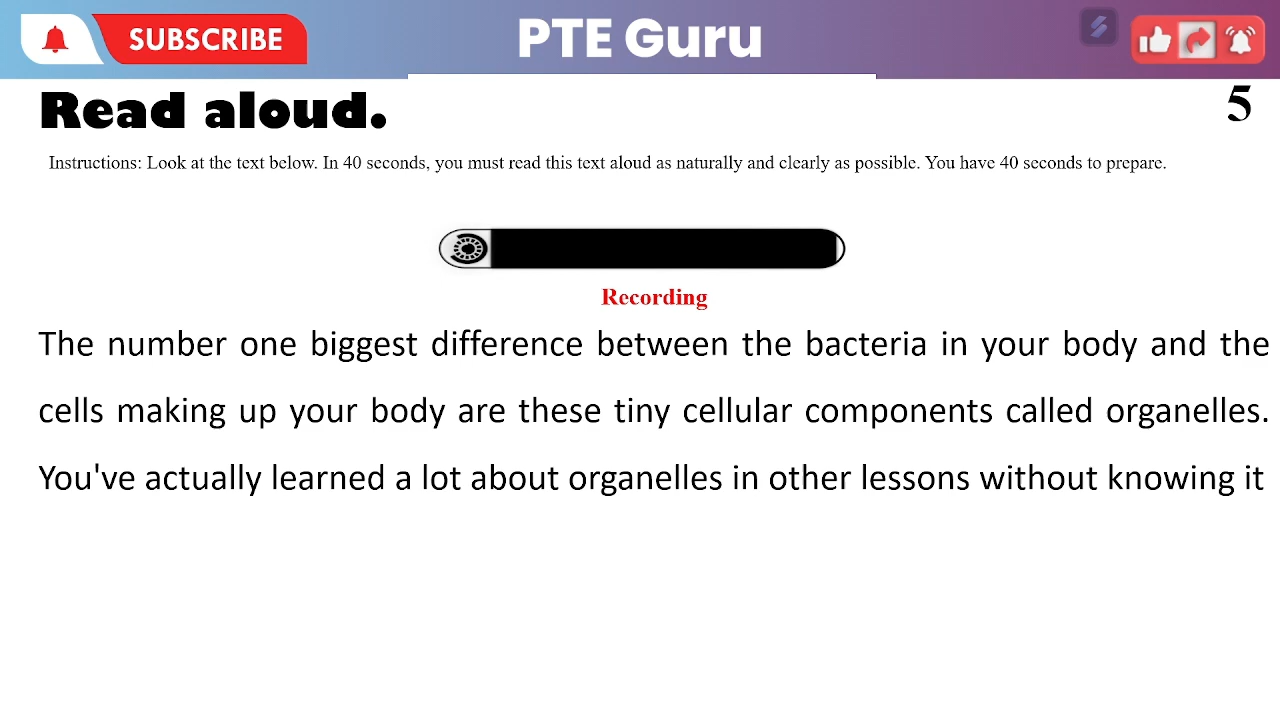 SUBSCRIBE
PTE Guru
Read aloud.
5
Instructions: Look at the text below. In 40 seconds, you must read this text aloud as naturally and clearly as possible. You have 40 seconds to prepare.
Recording
The number one biggest difference between the bacteria in your body and the
cells making up your body are these tiny cellular components called organelles.
You've actually learned a lot about organelles in other lessons without knowing it